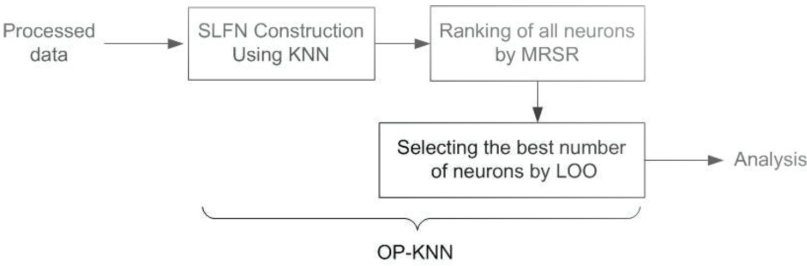 Processed
data
SLFN Construction
Using KNN
Ranking of all neurons
by MRSR
Selecting the best number
of neurons by LOO
Analysis
OP-KNN